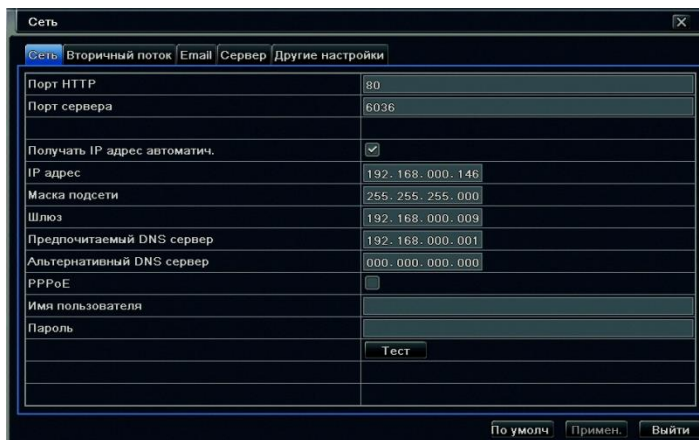 Сеть
Сеть Вторичный поток Email Сервер Другие настройки
Порт HTTP 80
Порт сервера 6036
Получать IP адрес автоматич.
IP адрес 192. 168. 000. 146
Маска подсети 255. 255. 255. 000
Шлюз 192. 168. 000. 009
Предпочитаемый DNS сервер 192. 168. 000. 001
Альтернативный DNS сервер 000. 000. 000. 000
PPPoE
Имя пользователя
Пароль
Тест
По умолч Примен. Выйти